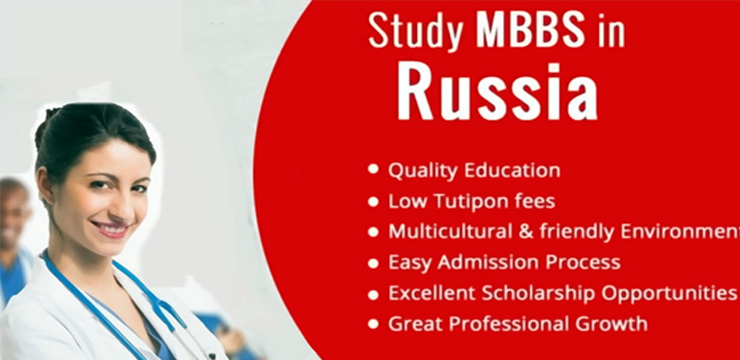 Study MBBS in
Russia
• Quality Education
• Low Tutipon fees
• Multicultural & friendly Environment
• Easy Admission Process
• Excellent Scholarship Opportunities
• Great Professional Growth